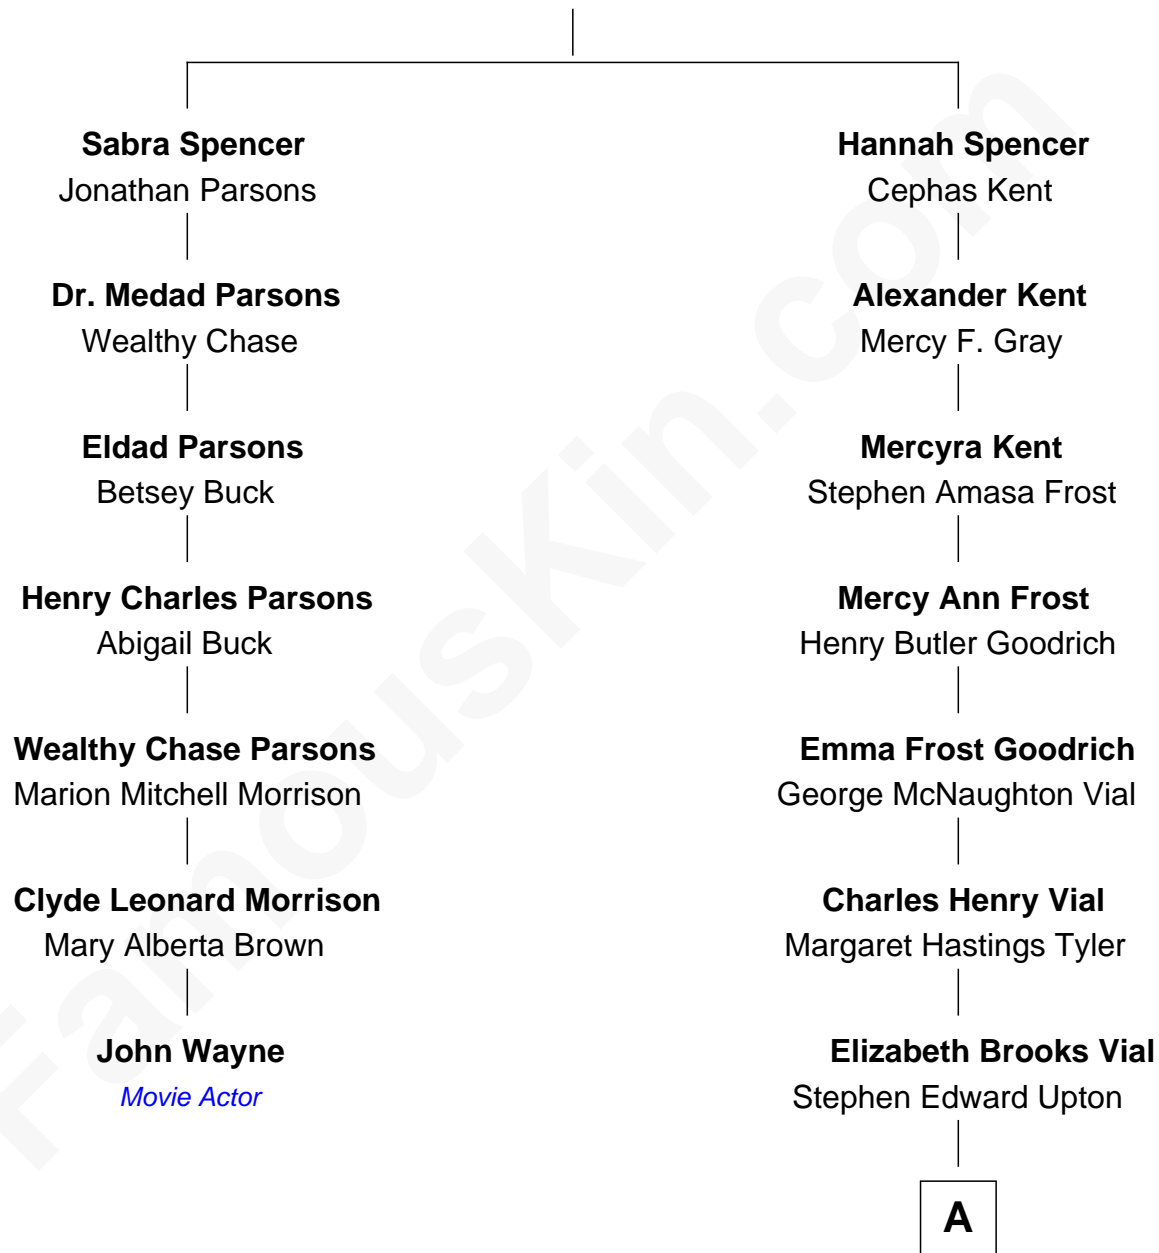 Sabra Spencer
Jonathan Parsons
Dr. Medad Parsons
Wealthy Chase
Eldad Parsons
Betsey Buck
Henry Charles Parsons
Abigail Buck
Wealthy Chase Parsons
Marion Mitchell Morrison
Clyde Leonard Morrison
Mary Alberta Brown
John Wayne
Movie Actor
Hannah Spencer
Cephas Kent
Alexander Kent
Mercy F. Gray
Mercyra Kent
Stephen Amasa Frost
Mercy Ann Frost
Henry Butler Goodrich
Emma Frost Goodrich
George McNaughton Vial
Charles Henry Vial
Margaret Hastings Tyler
Elizabeth Brooks Vial
Stephen Edward Upton
A
FamousKin.com